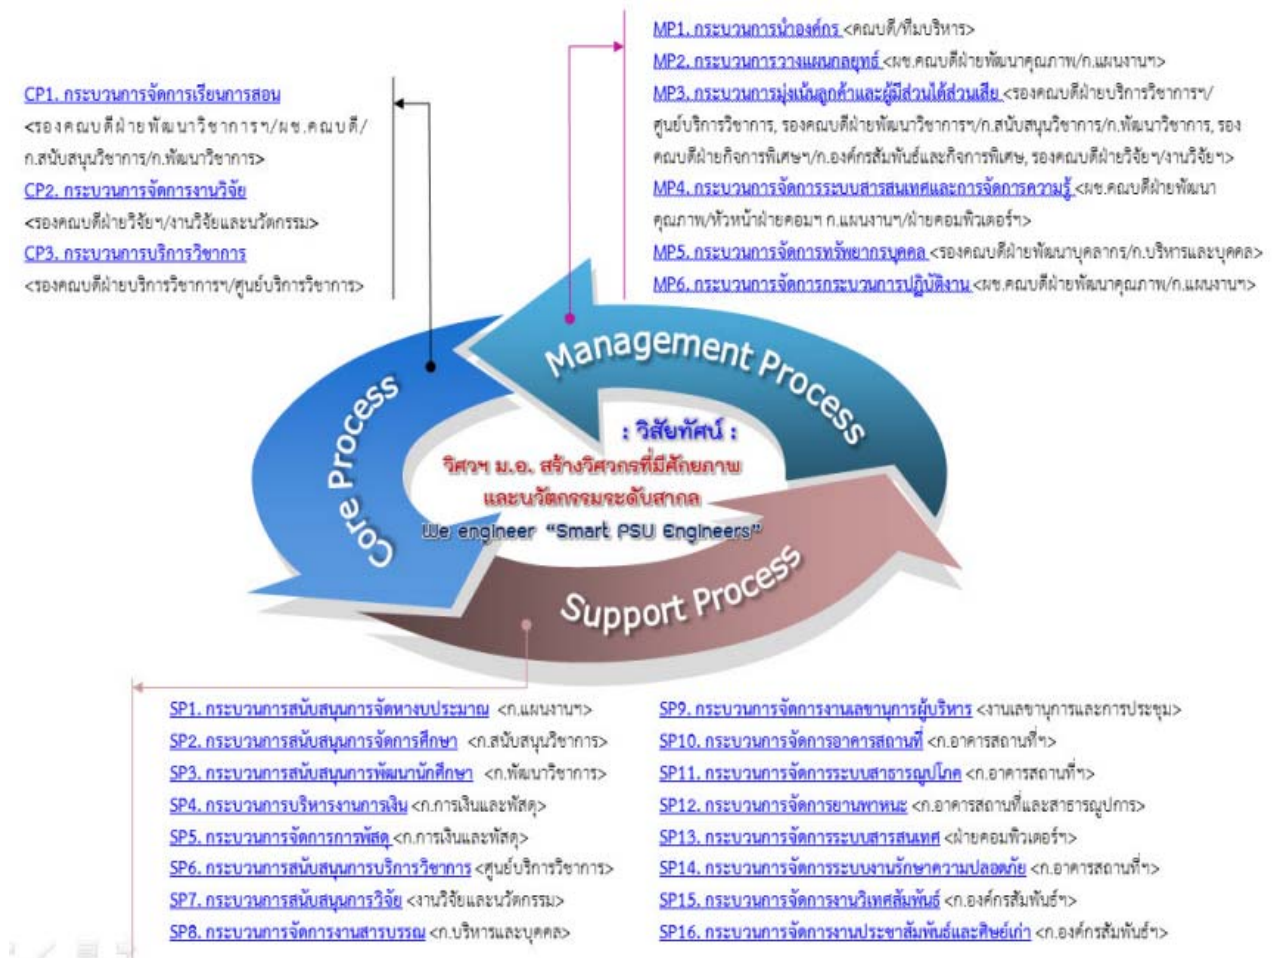 MP1. กระบวนการนำองค์กร <คณบดี/ทีมบริหาร>
MP2. กระบวนการวางแผนกลยุทธ์ <ผช.คณบดีฝ่ายพัฒนาคุณภาพ/ก.แผนงานฯ>
MP3. กระบวนการมุ่งเน้นลูกค้าและผู้มีส่วนได้ส่วนเสีย <รองคณบดีฝ่ายบริการวิชาการฯ/
ศูนย์บริการวิชาการ, รองคณบดีฝ่ายพัฒนาวิชาการฯ/ก.สนับสนุนวิชาการ/ก.พัฒนาวิชาการ, รอง
คณบดีฝ่ายกิจการพิเศษฯ/ก.องค์กรสัมพันธ์และกิจการพิเศษ, รองคณบดีฝ่ายวิจัยฯ/งานวิจัยฯ>
MP4. กระบวนการจัดการระบบสารสนเทศและการจัดการความรู้ <ผช.คณบดีฝ่ายพัฒนา
คุณภาพ/หัวหน้าฝ่ายคอมฯ ก.แผนงานฯ/ฝ่ายคอมพิวเตอร์ฯ>
MP5. กระบวนการจัดการทรัพยากรบุคคล <รองคณบดีฝ่ายพัฒนาบุคลากร/ก.บริหารและบุคคล>
MP6. กระบวนการจัดการกระบวนการปฏิบัติงาน <ผช.คณบดีฝ่ายพัฒนาคุณภาพ/ก.แผนงานฯ>
CP1. กระบวนการจัดการเรียนการสอน
<รองคณบดีฝ่ายพัฒนาวิชาการฯ/ผช.คณบดี/
ก.สนับสนุนวิชาการ/ก.พัฒนาวิชาการ>
CP2. กระบวนการจัดการงานวิจัย
<รองคณบดีฝ่ายวิจัยฯ/งานวิจัยและนวัตกรรม>
CP3. กระบวนการบริการวิชาการ
<รองคณบดีฝ่ายบริการวิชาการฯ/ศูนย์บริการวิชาการ>
Management Process
Core Process
: วิสัยทัศน์ :
วิศวฯ ม.อ. สร้างวิศวกรที่มีศักยภาพ
และนวัตกรรมระดับสากล
We engineer “Smart PSU Engineers”
Support Process
SP1. กระบวนการสนับสนุนการจัดหางบประมาณ <ก.แผนงานฯ>
SP2. กระบวนการสนับสนุนการจัดการศึกษา <ก.สนับสนุนวิชาการ>
SP3. กระบวนการสนับสนุนการพัฒนานักศึกษา <ก.พัฒนาวิชาการ>
SP4. กระบวนการบริหารงานการเงิน <ก.การเงินและพัสดุ>
SP5. กระบวนการจัดการการพัสดุ <ก.การเงินและพัสดุ>
SP6. กระบวนการสนับสนุนการบริการวิชาการ <ศูนย์บริการวิชาการ>
SP7. กระบวนการสนับสนุนการวิจัย <งานวิจัยและนวัตกรรม>
SP8. กระบวนการจัดการงานสารบรรณ <ก.บริหารและบุคคล>
SP9. กระบวนการจัดการงานเลขานุการผู้บริหาร <งานเลขานุการและการประชุม>
SP10. กระบวนการจัดการอาคารสถานที่ <ก.อาคารสถานที่ฯ>
SP11. กระบวนการจัดการระบบสาธารณูปโภค <ก.อาคารสถานที่ฯ>
SP12. กระบวนการจัดการยานพาหนะ <ก.อาคารสถานที่และสาธารณูปการ>
SP13. กระบวนการจัดการระบบสารสนเทศ <ฝ่ายคอมพิวเตอร์ฯ>
SP14. กระบวนการจัดการระบบงานรักษาความปลอดภัย <ก.อาคารสถานที่ฯ>
SP15. กระบวนการจัดการงานวิเทศสัมพันธ์ <ก.องค์กรสัมพันธ์ฯ>
SP16. กระบวนการจัดการงานประชาสัมพันธ์และศิษย์เก่า <ก.องค์กรสัมพันธ์ฯ>